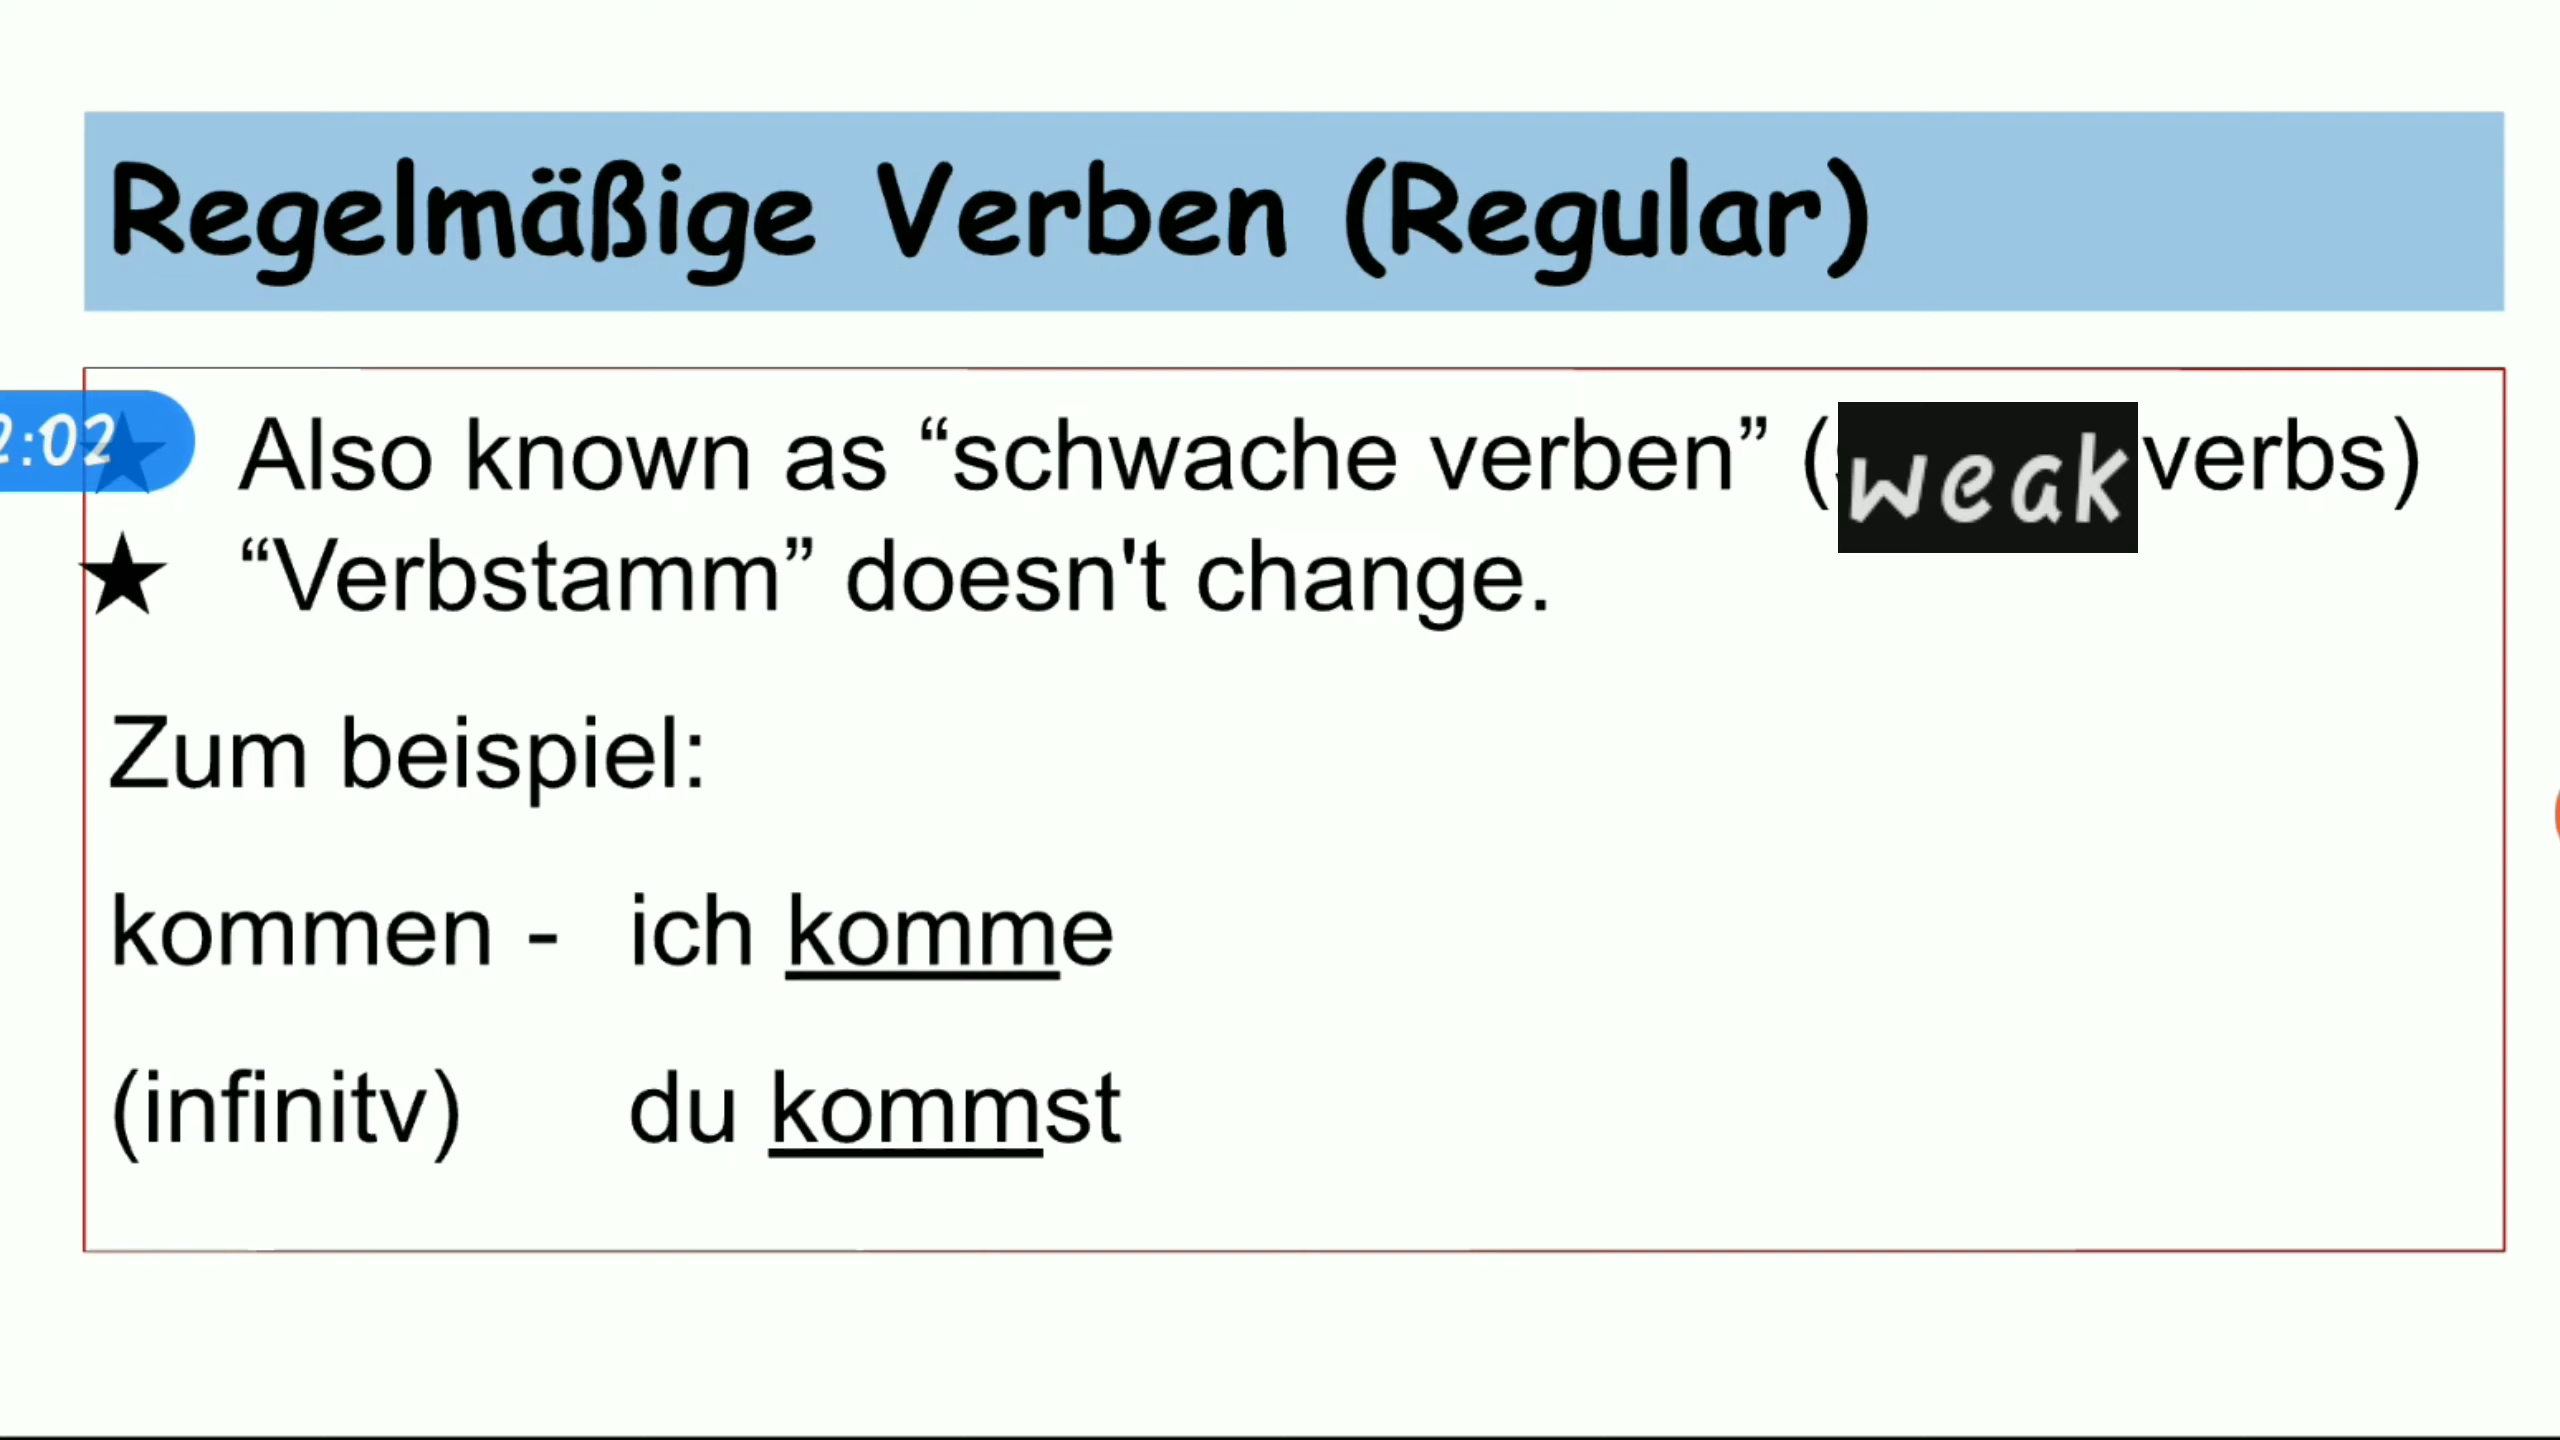 Regelmäßige Verben (Regular)
2:02
★ Also known as “schwache verben” (weak verbs)
★ “Verbstamm” doesn't change.
Zum beispiel:
kommen - ich komme
(infinitv) du kommst